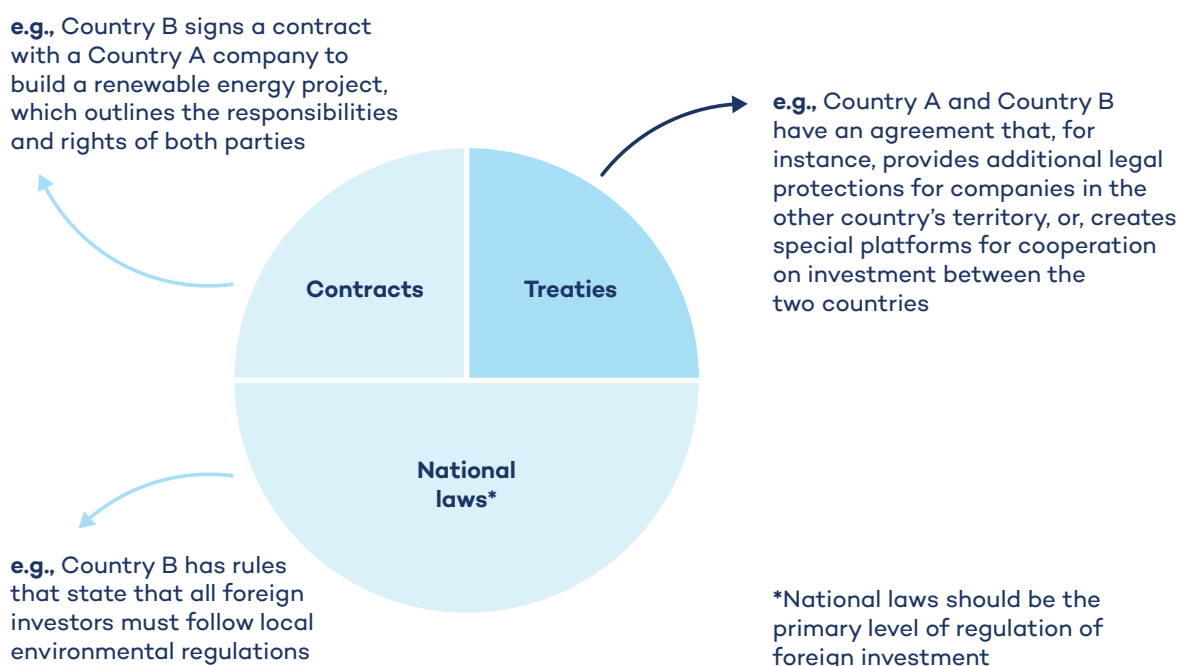 e.g., Country B signs a contract
with a Country A company to
build a renewable energy project,
which outlines the responsibilities
and rights of both parties
e.g., Country A and Country B
have an agreement that, for
instance, provides additional legal
protections for companies in the
other country's territory, or, creates
special platforms for cooperation
on investment between the
two countries
Contracts
Treaties
National
laws*
e.g., Country B has rules
that state that all foreign
investors must follow local
environmental regulations
*National laws should be the
primary level of regulation of
foreign investment